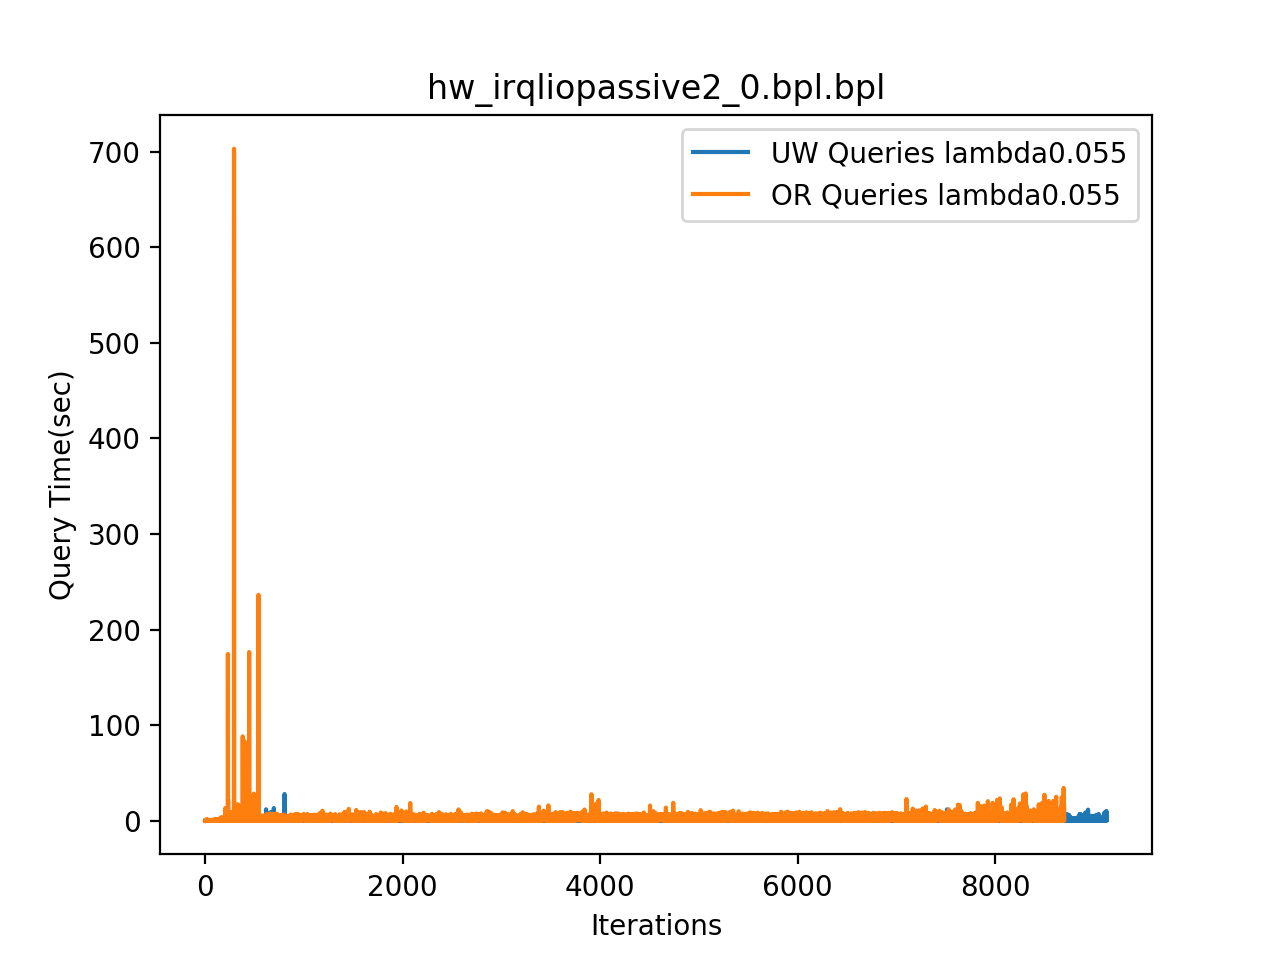 hw_irqliopassive2_0.bpl.bpl
UW Queries lambda0.055
OR Queries lambda0.055
Query Time(sec)
700
600
500
400
300
200
100
0
0 2000 4000 6000 8000
Iterations